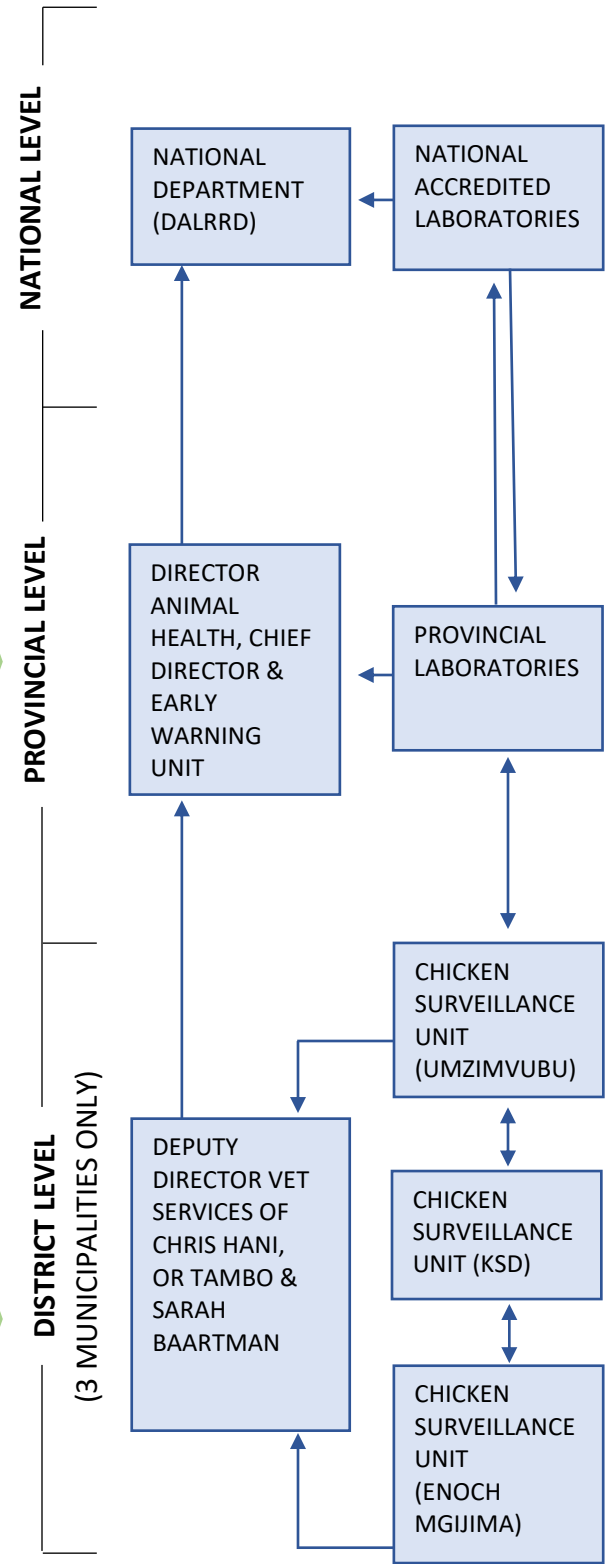 NATIONAL LEVEL
NATIONAL
DEPARTMENT
(DALRRD)
NATIONAL
ACCREDITED
LABORATORIES
PROVINCIAL LEVEL
DIRECTOR
ANIMAL
HEALTH, CHIEF
DIRECTOR &
EARLY
WARNING
UNIT
PROVINCIAL
LABORATORIES
DISTRICT LEVEL
(3 MUNICIPALITIES ONLY)
DEPUTY
DIRECTOR VET
SERVICES OF
CHRIS HANI,
OR TAMBO &
SARAH
BAARTMAN
CHICKEN
SURVEILLANCE
UNIT
(UMZIMVUBU)
CHICKEN
SURVEILLANCE
UNIT (KSD)
CHICKEN
SURVEILLANCE
UNIT
(ENOCH
MGIJIMA)